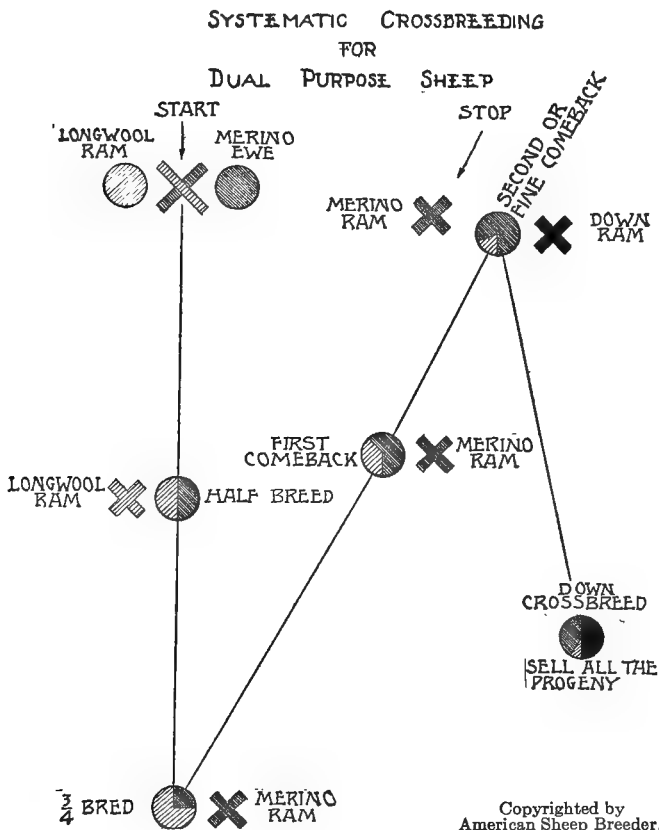 SYSTEMATIC CROSSBREEDING
FOR
DUAL PURPOSE SHEEP
START
LONGWOOL
RAM
MERINO
EWE
STOP
MERINO
RAM
SECOND OR
FINE COMEBACK
DOWN
RAM
FIRST
COMEBACK
MERINO
RAM
LONGWOOL
RAM
HALF BREED
DOWN
CROSSBREED
SELL ALL THE
PROGENY
3/4 BRED
MERINO
RAM
Copyrighted by
American Sheep Breeder